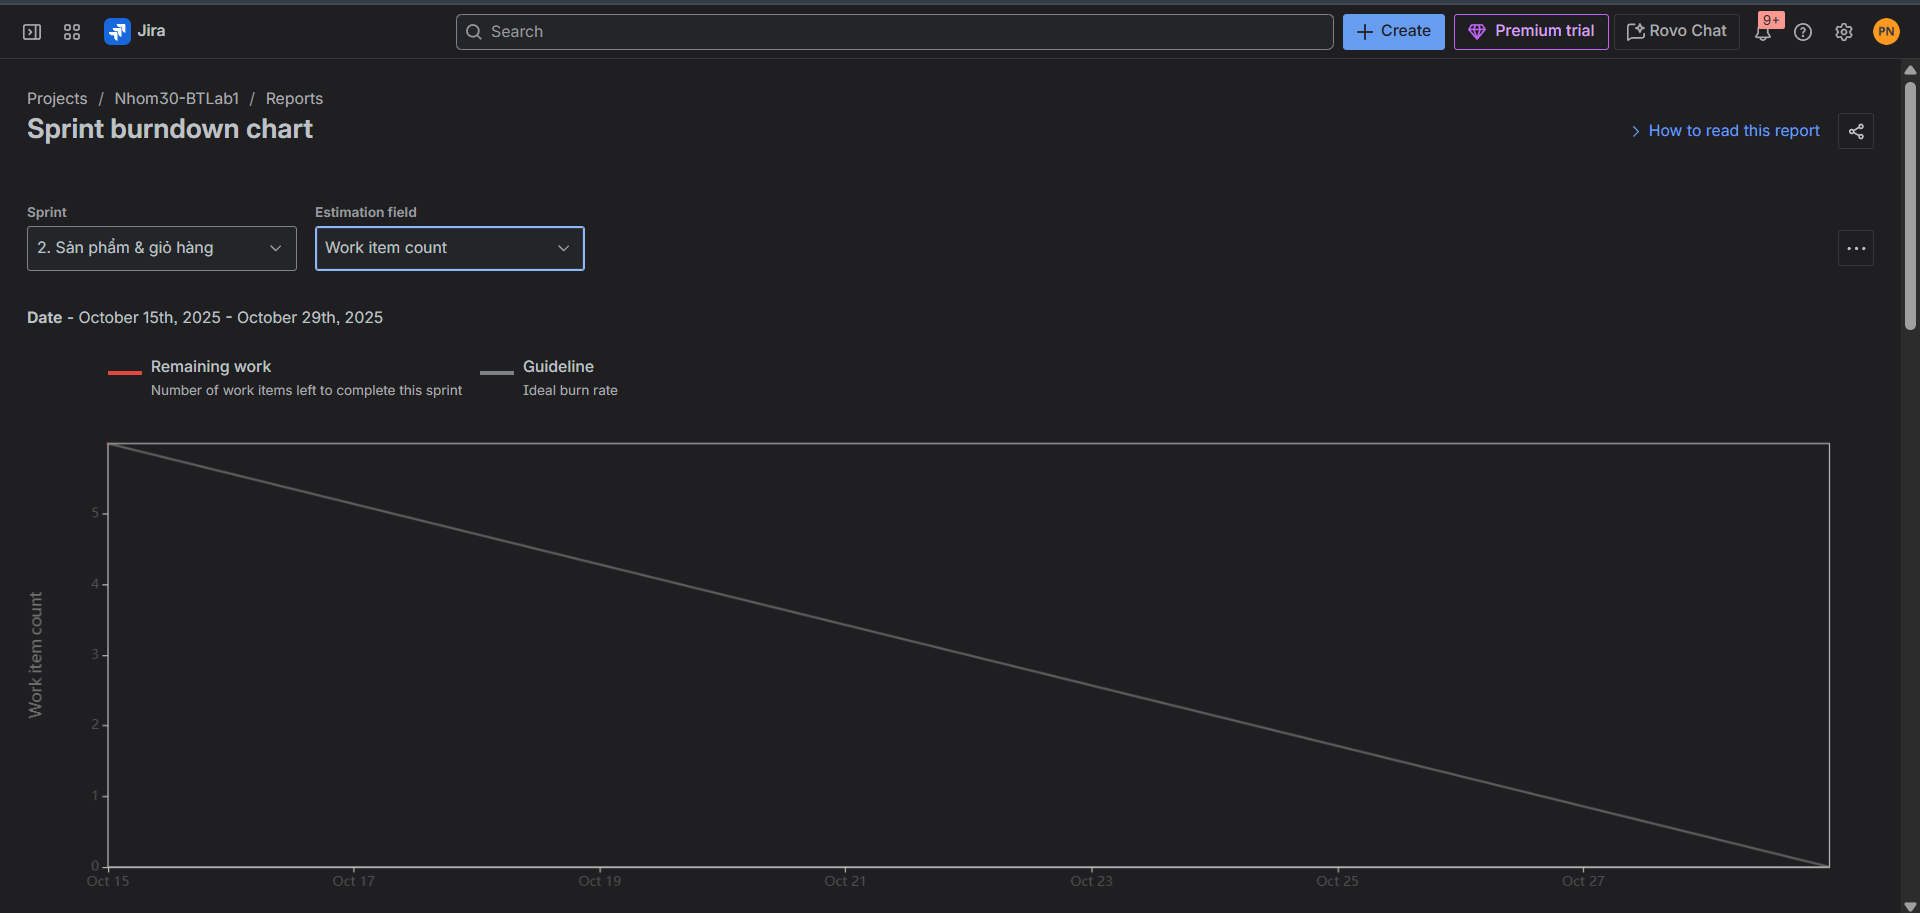 Jira
Search
Create
Premium trial
Rovo Chat
9+
PN
Projects / Nhom30-BTLab1 / Reports
Sprint burndown chart
How to read this report
Sprint
Estimation field
2. Sản phẩm & giỏ hàng
Work item count
Date - October 15th, 2025 - October 29th, 2025
Remaining work
Number of work items left to complete this sprint
Guideline
Ideal burn rate
Work item count
5
4
3
2
1
0
Oct 15
Oct 17
Oct 19
Oct 21
Oct 23
Oct 25
Oct 27